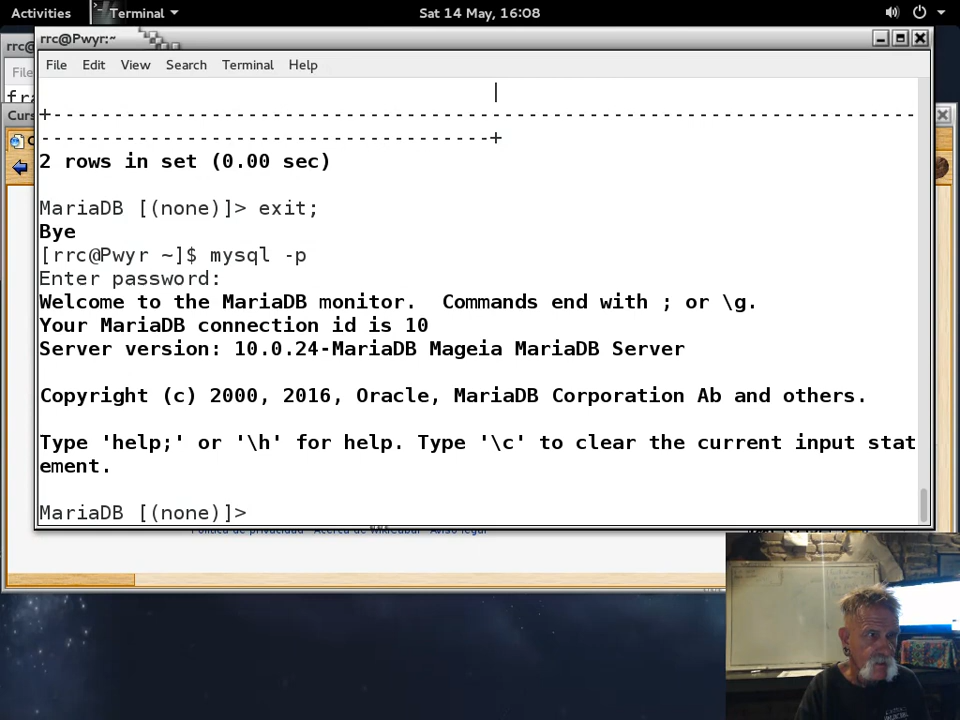 Activities
Terminal
Sat 14 May, 16:08
rrc@
rrc@Pwyr:~
File Edit View Search Terminal Help
File
fra
Curs
|
+-----------------------------------------------------------------------
-------------------------------------+
2 rows in set (0.00 sec)
MariaDB [(none)]> exit;
Bye
[rrc@Pwyr ~]$ mysql -p
Enter password:
Welcome to the MariaDB monitor.  Commands end with ; or \g.
Your MariaDB connection id is 10
Server version: 10.0.24-MariaDB Mageia MariaDB Server
Copyright (c) 2000, 2016, Oracle, MariaDB Corporation Ab and others.
Type 'help;' or '\h' for help. Type '\c' to clear the current input stat
ement.
MariaDB [(none)]>